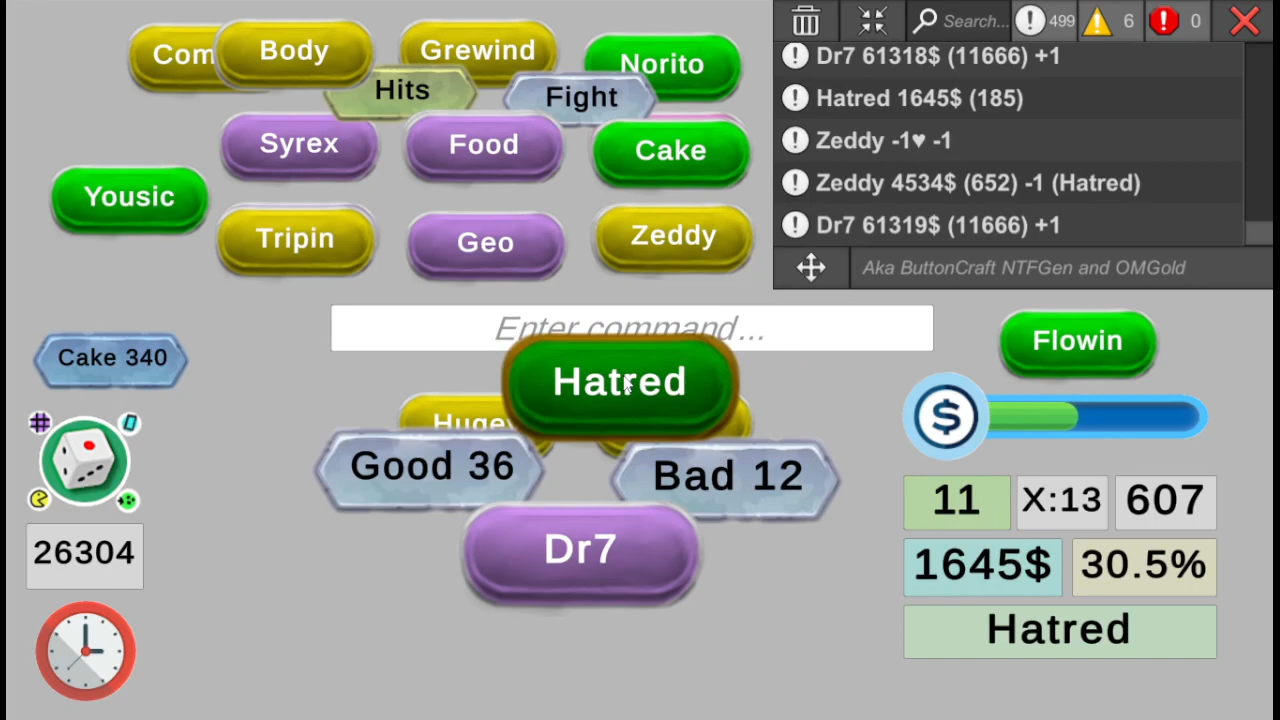 Com
Body
Grewind
Norito
Hits
Fight
Syrex
Food
Cake
Yousic
Tripin
Geo
Zeddy
Search...
499
6
0
Dr7 61318$ (11666) +1
Hatred 1645$ (185)
Zeddy -1♥ -1
Zeddy 4534$ (652) -1 (Hatred)
Dr7 61319$ (11666) +1
Aka ButtonCraft NTFGen and OMGold
Enter command...
Flowin
Cake 340
Hatred
Hugey
Good 36
Bad 12
Dr7
26304
$
11
X:13
607
1645$
30.5%
Hatred